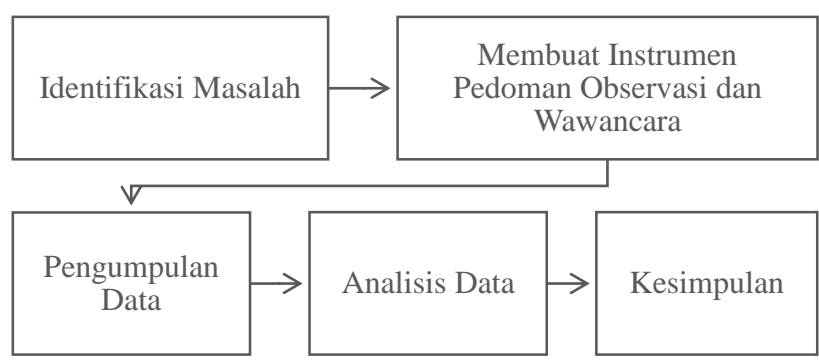 Identifikasi Masalah
Membuat Instrumen
Pedoman Observasi dan
Wawancara
Pengumpulan
Data
Analisis Data
Kesimpulan